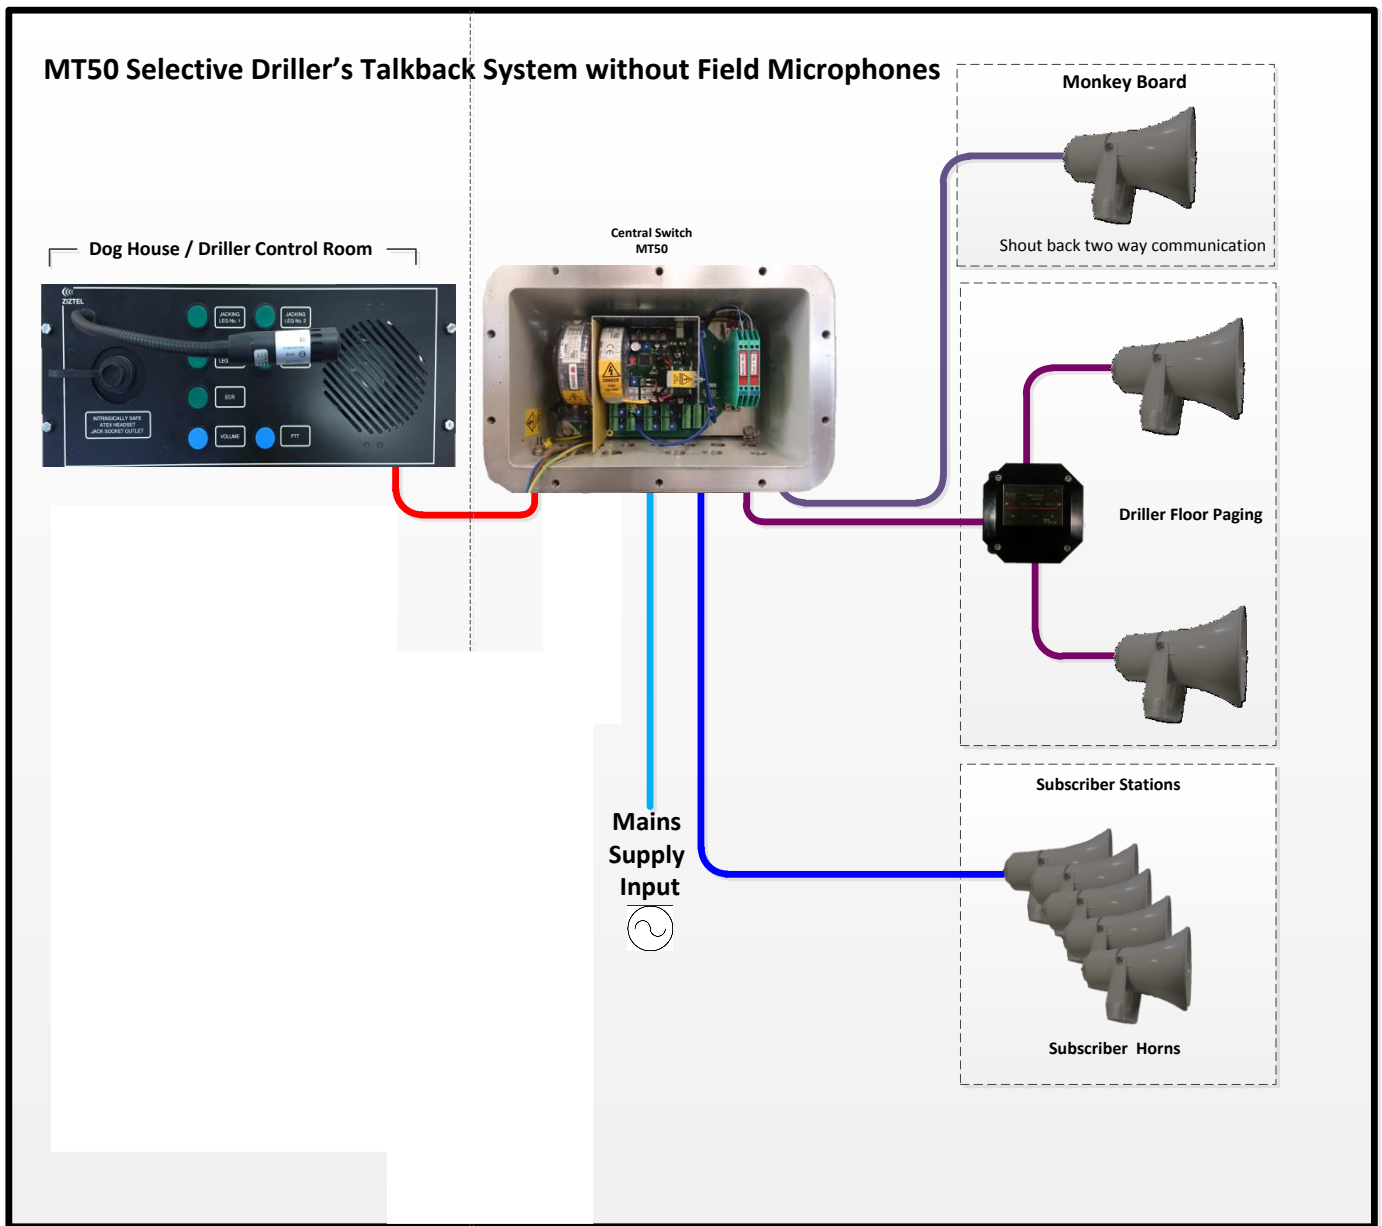 MT50 Selective Driller's Talkback System without Field Microphones
Monkey Board
Shout back two way communication
Dog House / Driller Control Room
Central Switch
MT50
ZIZTEL
JACKING
LEG No. 1
JACKING
LEG No. 2
LEG
EOR
VOLUME
PTT
INTRINSICALLY SAFE
ATEX HEADSET
JACK SOCKET OUTLET
DANGER
Driller Floor Paging
Mains
Supply
Input
Subscriber Stations
Subscriber Horns